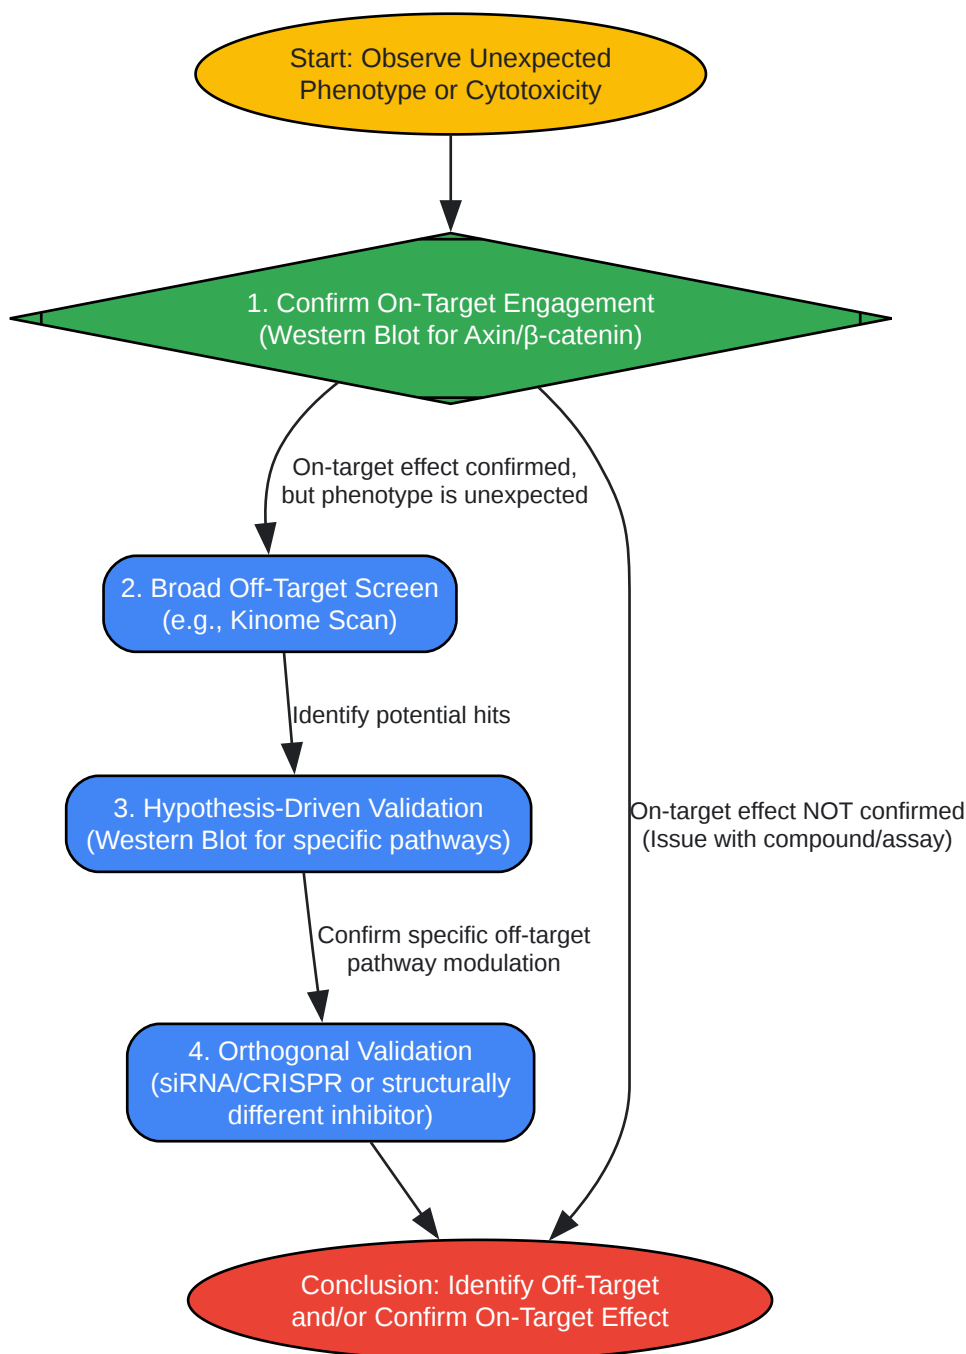 Start: Observe Unexpected
Phenotype or Cytotoxicity
1. Confirm On-Target Engagement
(Western Blot for Axin/β-catenin)
On-target effect confirmed,
but phenotype is unexpected
2. Broad Off-Target Screen
(e.g., Kinome Scan)
Identify potential hits
3. Hypothesis-Driven Validation
(Western Blot for specific pathways)
On-target effect NOT confirmed
(Issue with compound/assay)
Confirm specific off-target
pathway modulation
4. Orthogonal Validation
(siRNA/CRISPR or structurally
different inhibitor)
Conclusion: Identify Off-Target
and/or Confirm On-Target Effect